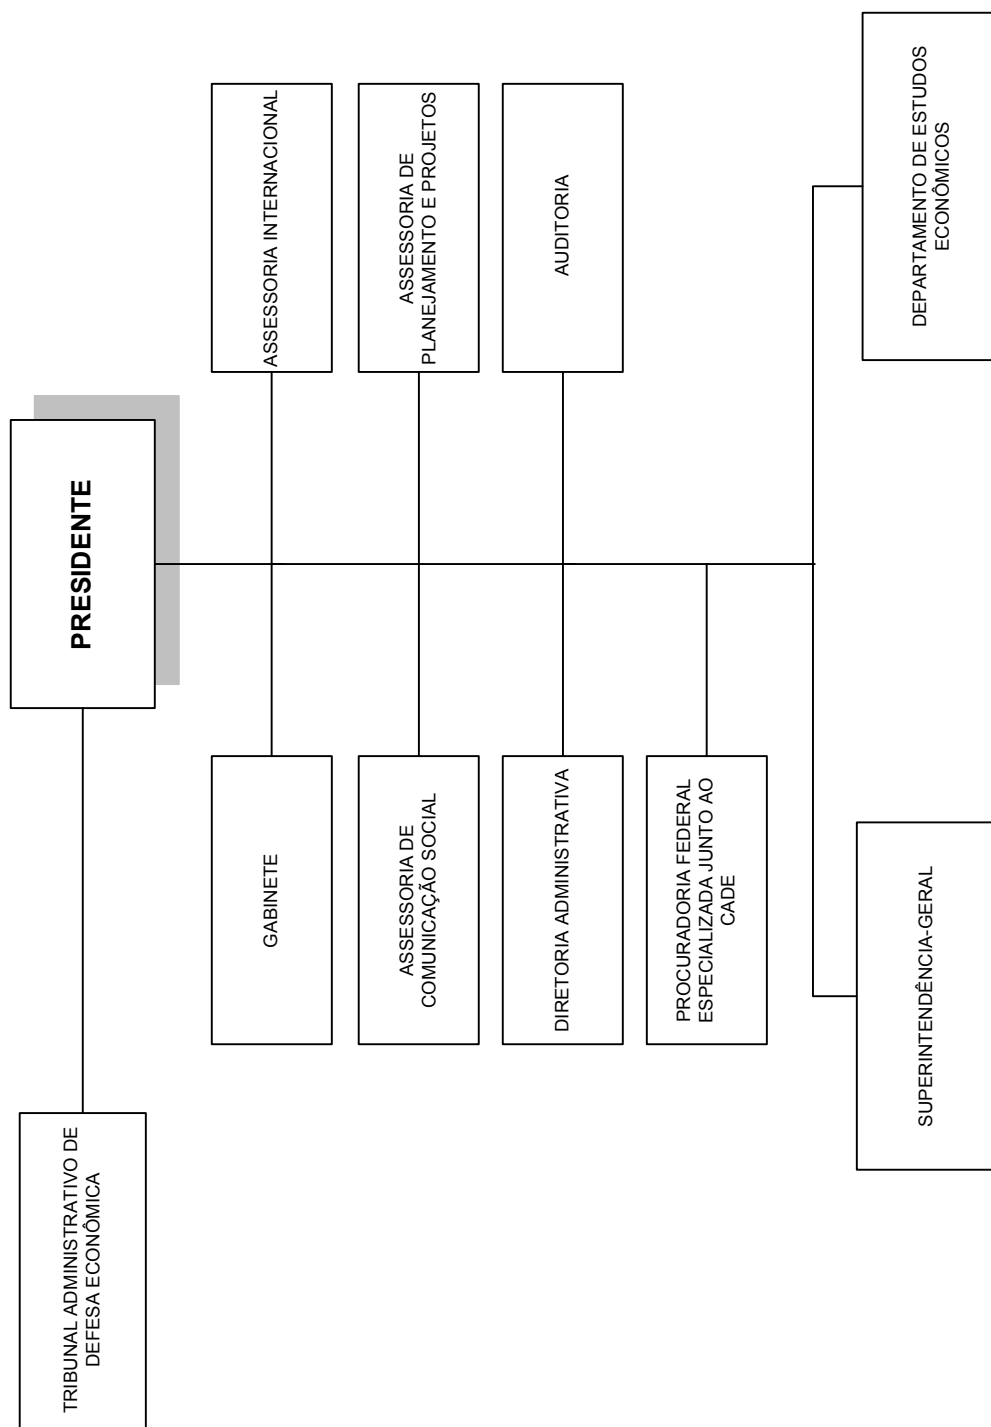 PRESIDENTE
TRIBUNAL ADMINISTRATIVO DE
DEFESA ECONÔMICA
GABINETE
ASSESSORIA INTERNACIONAL
ASSESSORIA DE
COMUNICAÇÃO SOCIAL
ASSESSORIA DE
PLANEJAMENTO E PROJETOS
DIRETORIA ADMINISTRATIVA
AUDITORIA
PROCURADORIA FEDERAL
ESPECIALIZADA JUNTO AO
CADE
SUPERINTENDÊNCIA-GERAL
DEPARTAMENTO DE ESTUDOS
ECONÔMICOS